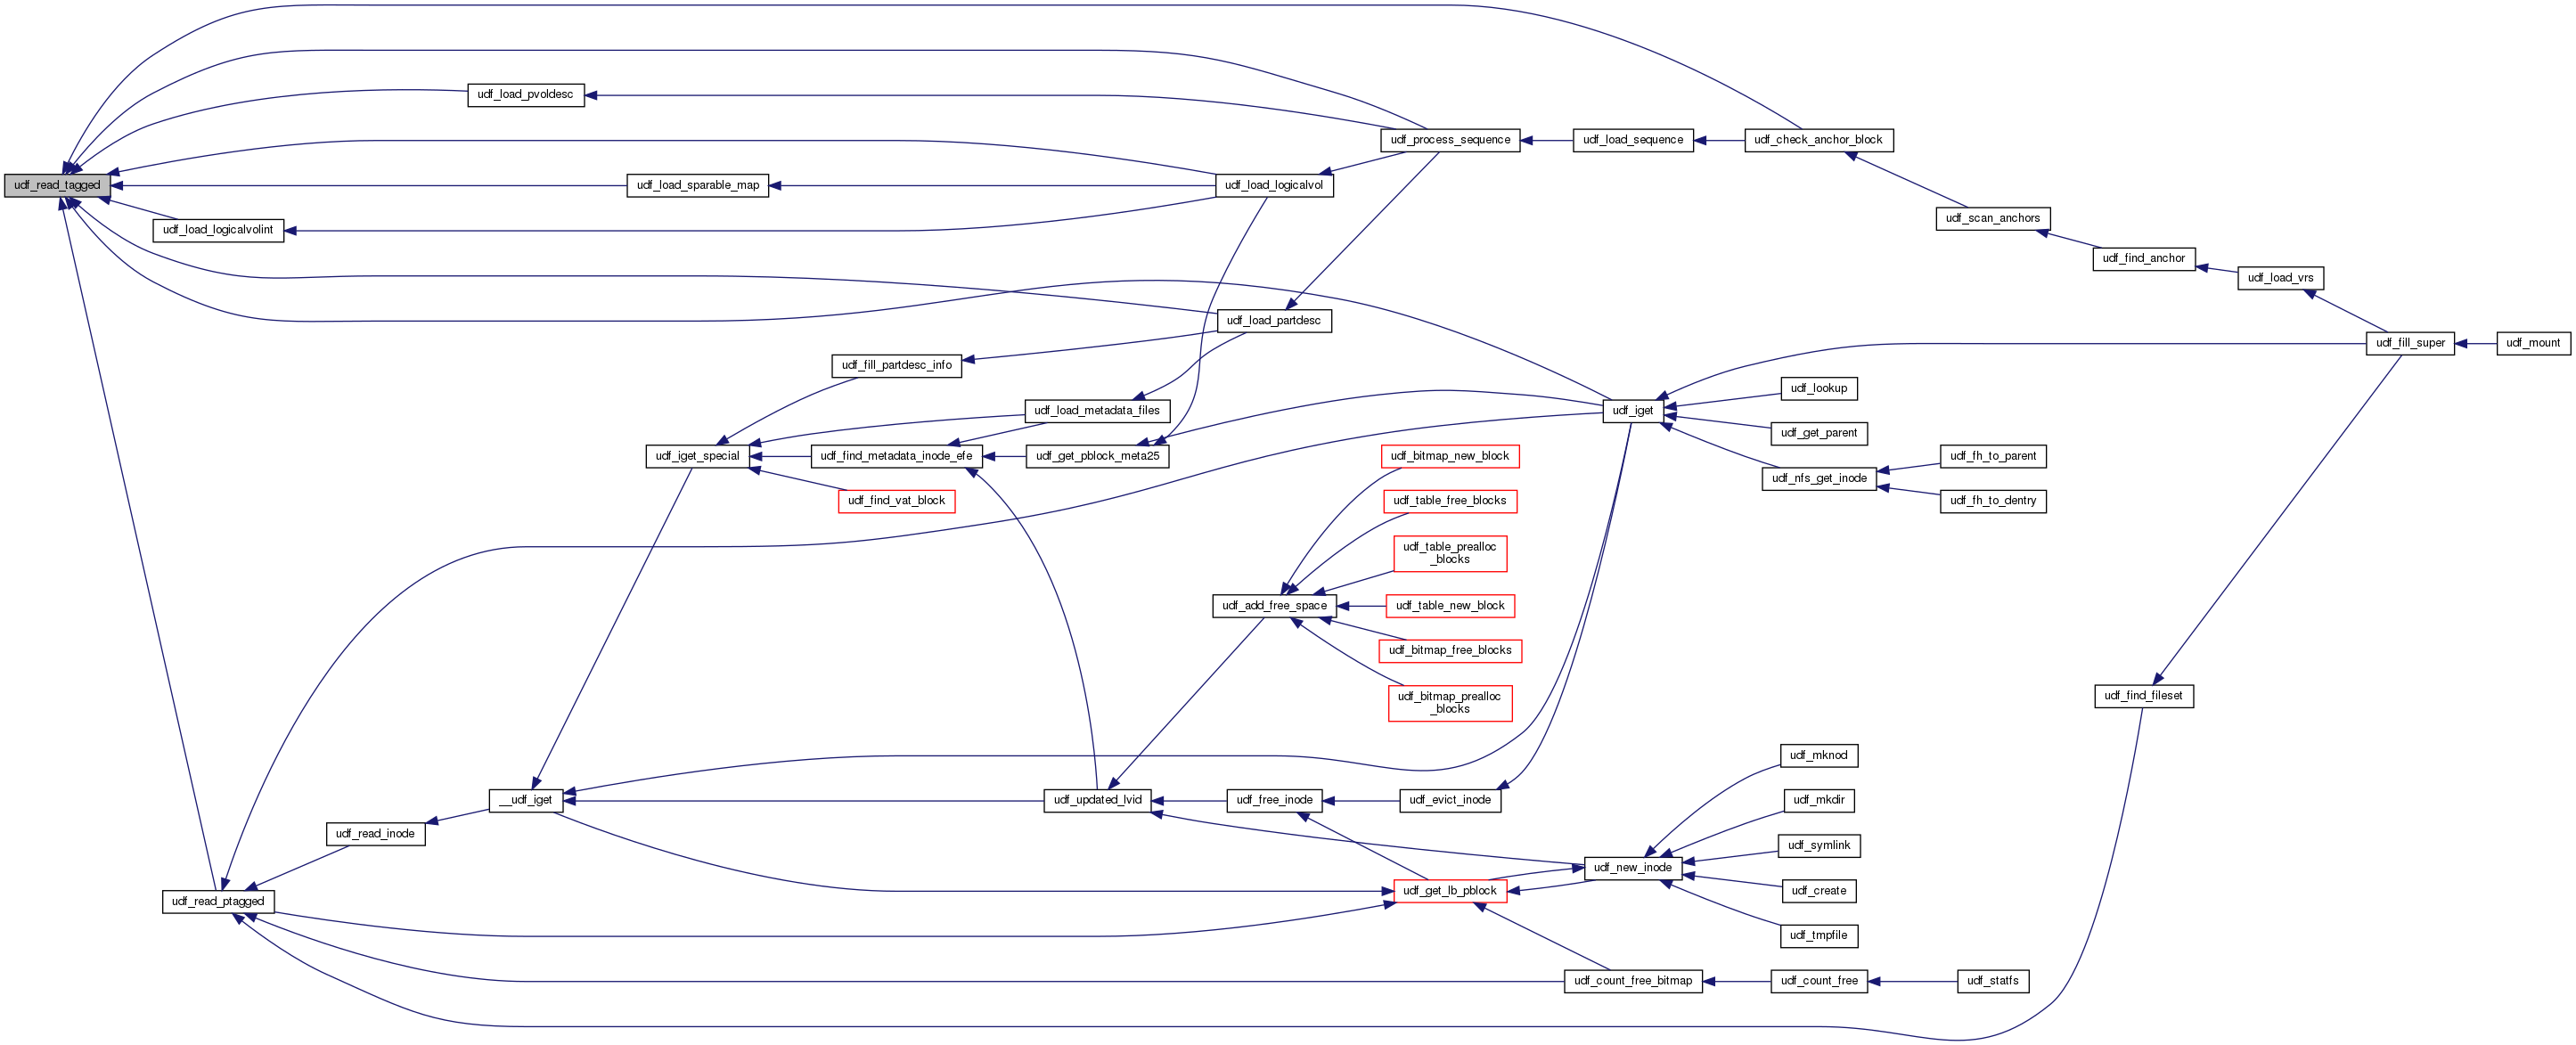 udf_load_pvoldesc
udf_process_sequence
udf_load_sequence
udf_check_anchor_block
udf_read_tagged
udf_load_sparable_map
udf_load_logicalvol
udf_scan_anchors
udf_load_logicalvolint
udf_find_anchor
udf_load_vrs
udf_load_partdesc
udf_fill_super
udf_mount
udf_fill_partdesc_info
udf_lookup
udf_load_metadata_files
udf_iget
udf_get_parent
udf_iget_special
udf_find_metadata_inode_efe
udf_get_pblock_meta25
udf_bitmap_new_block
udf_fh_to_parent
udf_nfs_get_inode
udf_find_vat_block
udf_table_free_blocks
udf_fh_to_dentry
udf_table_prealloc
_blocks
udf_add_free_space
udf_table_new_block
udf_bitmap_free_blocks
udf_bitmap_prealloc
_blocks
udf_find_fileset
udf_mknod
__udf_iget
udf_updated_lvid
udf_free_inode
udf_evict_inode
udf_mkdir
udf_read_inode
udf_symlink
udf_new_inode
udf_get_lb_pblock
udf_create
udf_read_ptagged
udf_tmpfile
udf_count_free_bitmap
udf_count_free
udf_statfs